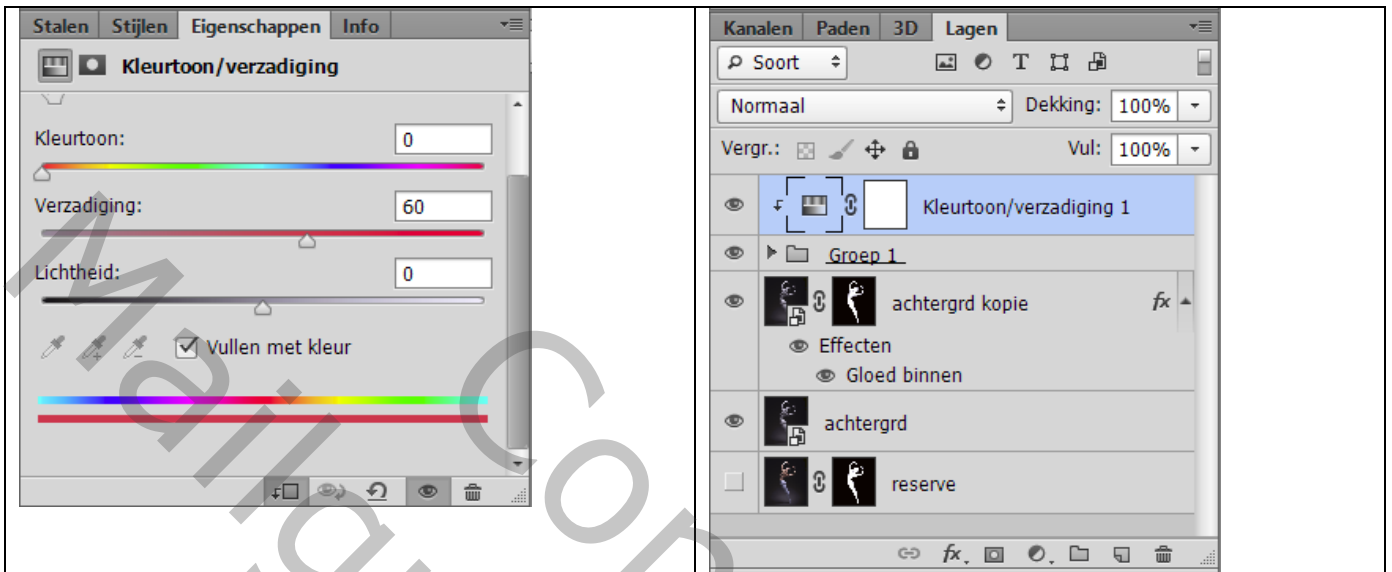 Stalen Stijlen Eigenschappen Info
Kleurtoon/verzadiging
Kleurtoon: 0
Verzadiging: 60
Lichtheid: 0
Vullen met kleur
Kanalen Paden 3D Lagen
Soort T
Normaal Dekking: 100%
Vergr.: Vul: 100%
Kleurtoon/verzadiging 1
Groep 1
achtergrd kopie fx
Effecten
Gloed binnen
achtergrd
reserve
fx.